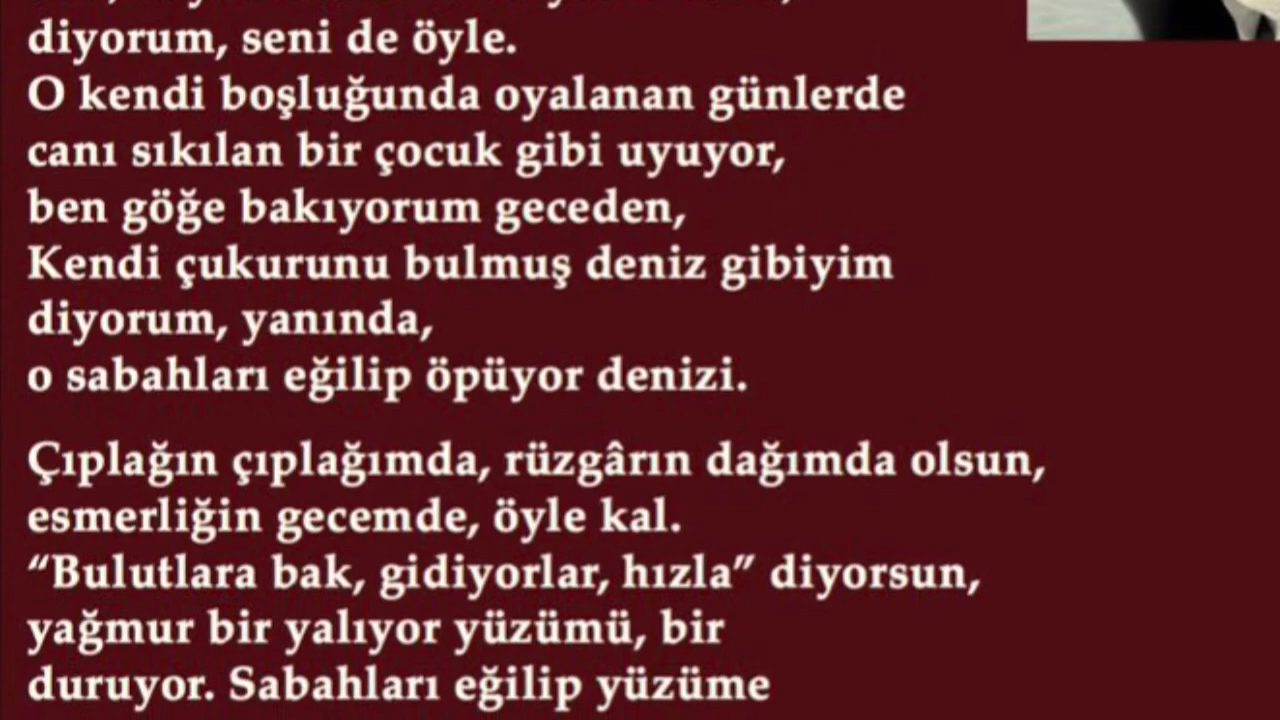 diyorum, seni de öyle.
O kendi boşluğunda oyalanan günlerde
canı sıkılan bir çocuk gibi uyuyor,
ben göğe bakıyorum geceden,
Kendi çukurunu bulmuş deniz gibiyim
diyorum, yanında,
o sabahları eğilip öpüyor denizi.
Çıplağın çıplağımda, rüzgârın dağımda olsun,
esmerliğin gecemde, öyle kal.
“Bulutlara bak, gidiyorlar, hızla” diyorsun,
yağmur bir yalıyor yüzümü, bir
duruyor. Sabahları eğilip yüzüme